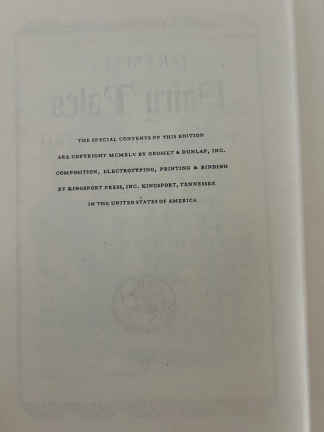 THE SPECIAL CONTENTS OF THIS EDITION
ARE COPYRIGHT MCMXLV BY GROSSET & DUNLAP, INC.
COMPOSITION, ELECTROTYPING, PRINTING & BINDING
BY KINGSPORT PRESS, INC. KINGSPORT, TENNESSEE
IN THE UNITED STATES OF AMERICA